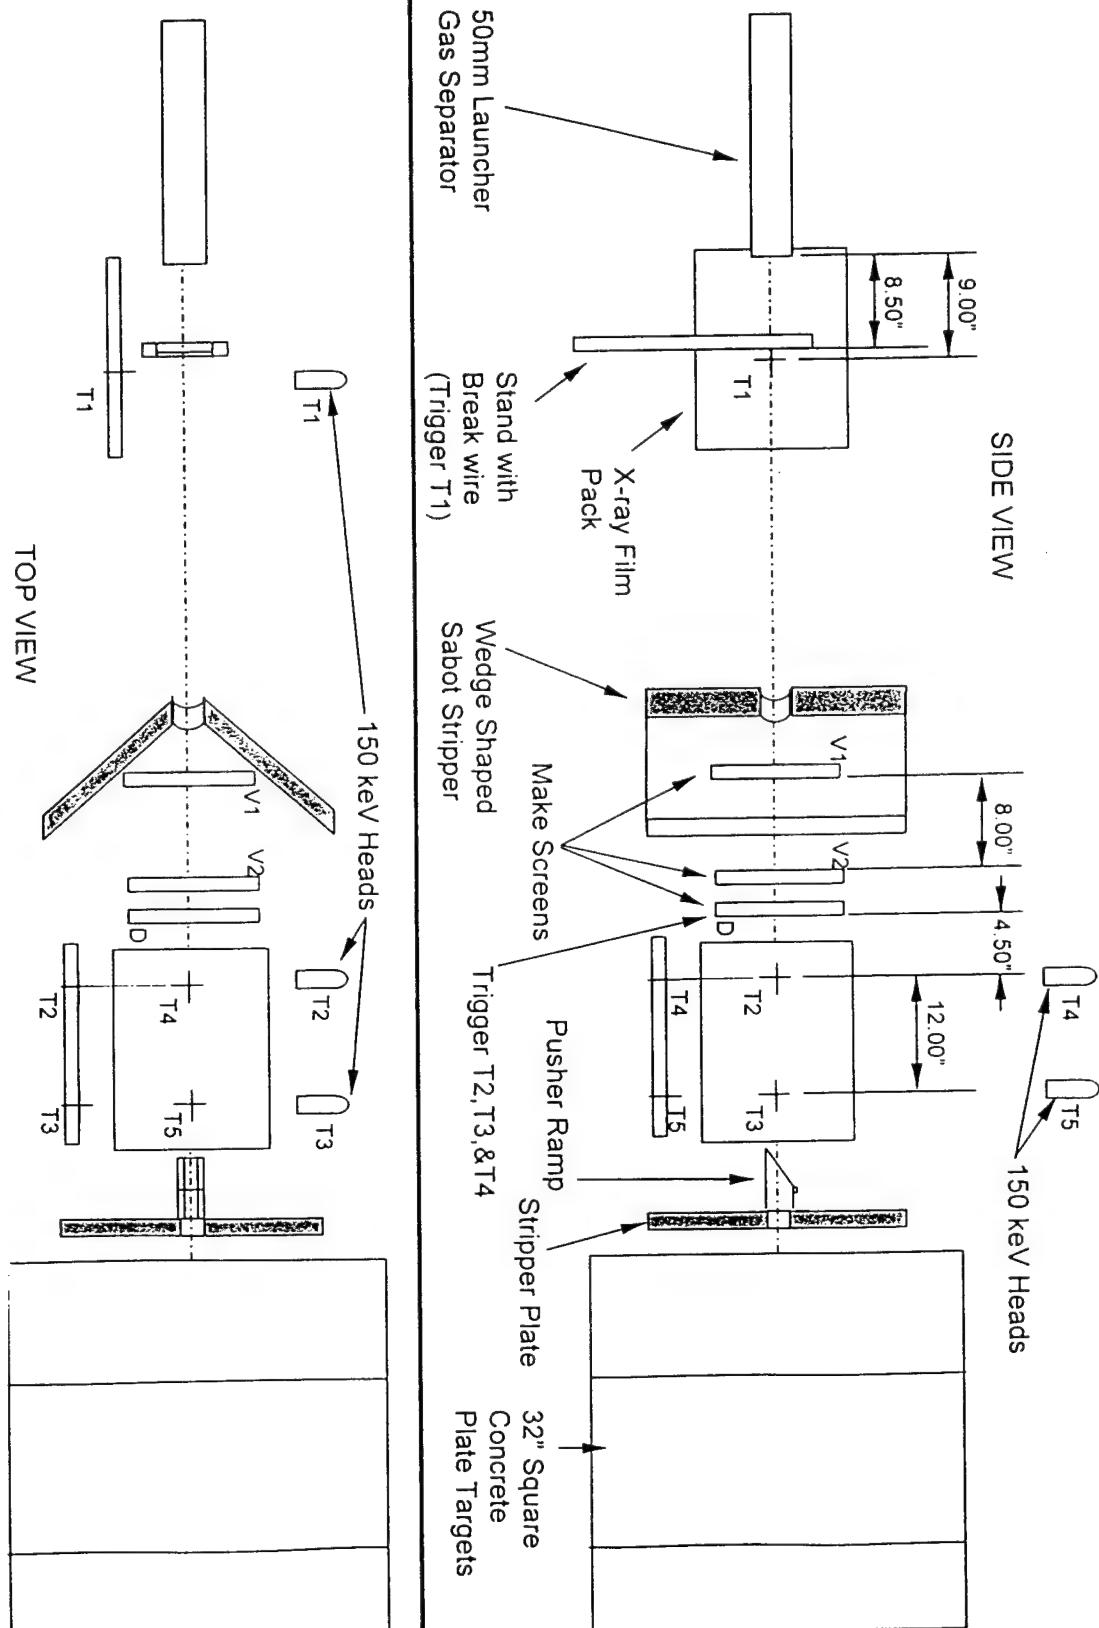 SIDE VIEW
9.00"
8.50"
T1
50mm Launcher
Gas Separator
Stand with
Break wire
(Trigger T1)
X-ray Film
Pack
Wedge Shaped
Sabot Stripper
V1
V2
D
8.00"
4.50"
12.00"
Make Screens
Trigger T2,T3,&T4
T4
T5
T2
T3
T4
T5
150 keV Heads
Pusher Ramp
Stripper Plate
32" Square
Concrete
Plate Targets
T1
T1
150 keV Heads
V1
V2
D
T2
T3
T4
T5
T2
T3
TOP VIEW